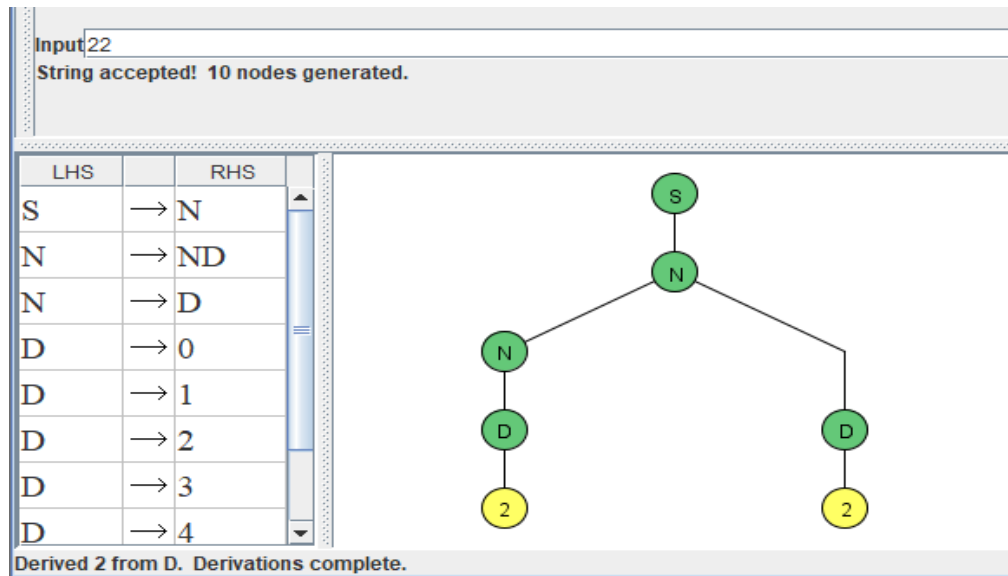 Input 22
String accepted! 10 nodes generated.
LHS RHS
S → N
N → ND
N → D
D → 0
D → 1
D → 2
D → 3
D → 4
S
N
N
D D
2 2
Derived 2 from D. Derivations complete.